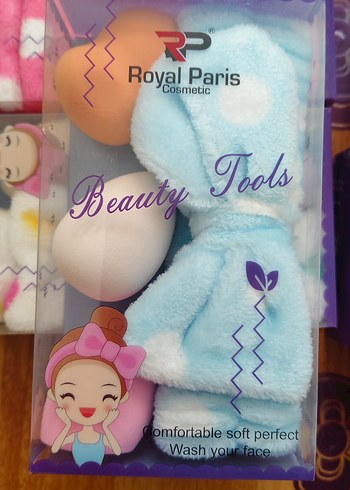 RP®
Royal Paris
Cosmetic
Beauty Tools
Comfortable soft perfect
Wash your face